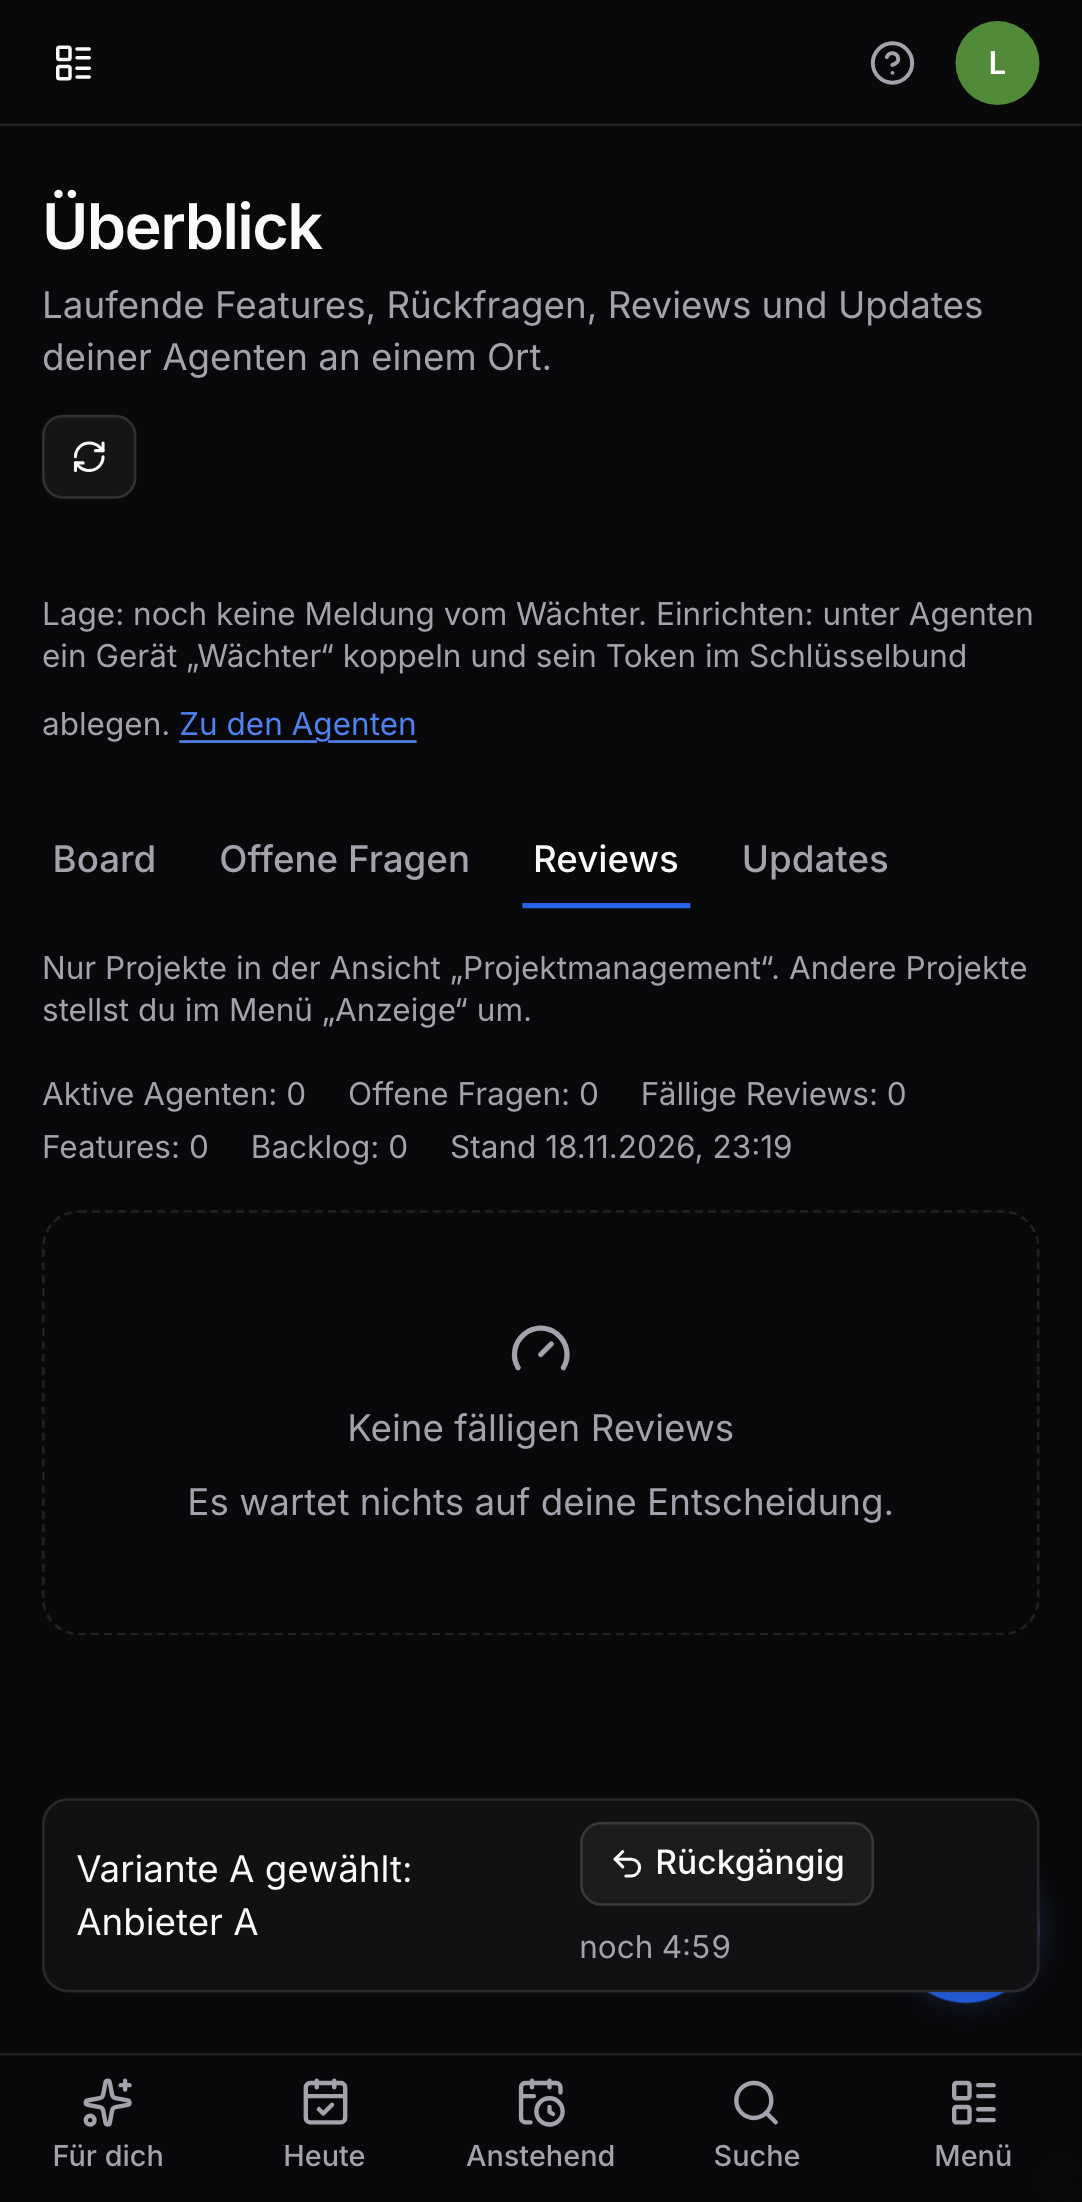 L
Überblick
Laufende Features, Rückfragen, Reviews und Updates
deiner Agenten an einem Ort.
Lage: noch keine Meldung vom Wächter. Einrichten: unter Agenten
ein Gerät „Wächter“ koppeln und sein Token im Schlüsselbund
ablegen. Zu den Agenten
Board Offene Fragen Reviews Updates
Nur Projekte in der Ansicht „Projektmanagement“. Andere Projekte
stellst du im Menü „Anzeige“ um.
Aktive Agenten: 0 Offene Fragen: 0 Fällige Reviews: 0
Features: 0 Backlog: 0 Stand 18.11.2026, 23:19
Keine fälligen Reviews
Es wartet nichts auf deine Entscheidung.
Variante A gewählt:
Anbieter A
Rückgängig
noch 4:59
Für dich Heute Anstehend Suche Menü